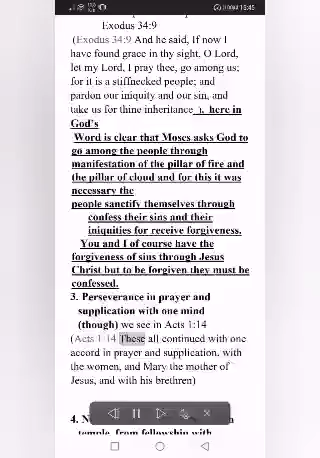 15:45
Exodus 34:9
(Exodus 34:9 And he said, If now I
have found grace in thy sight, O Lord,
let my Lord, I pray thee, go among us;
for it is a stiffnecked people; and
pardon our iniquity and our sin, and
take us for thine inheritance ). here in
God's
Word is clear that Moses asks God to
go among the people through
manifestation of the pillar of fire and
the pillar of cloud and for this it was
necessary the
people sanctify themselves through
confess their sins and their
iniquities for receive forgiveness.
You and I of course have the
forgiveness of sins through Jesus
Christ but to be forgiven they must be
confessed.
3. Perseverance in prayer and
supplication with one mind
(though) we see in Acts 1:14
(Acts 1:14 These all continued with one
accord in prayer and supplication, with
the women, and Mary the mother of
Jesus, and with his brethren)
4. N
temple, from fellowship with